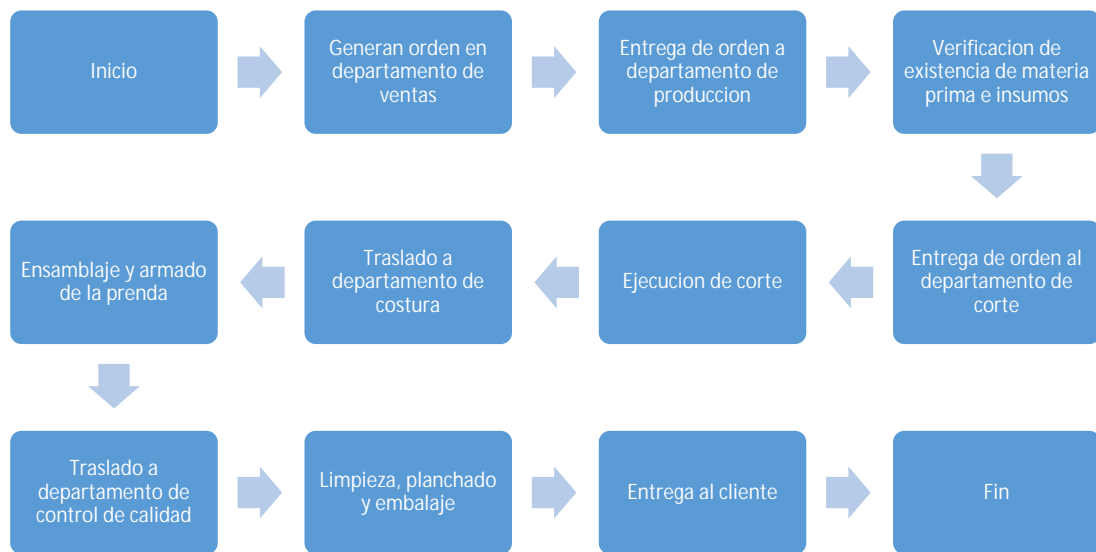 Inicio
Generan orden en
departamento de
ventas
Entrega de orden a
departamento de
produccion
Verificacion de
existencia de materia
prima e insumos
Entrega de orden al
departamento de
corte
Ejecucion de corte
Traslado a
departamento de
costura
Ensamblaje y armado
de la prenda
Traslado a
departamento de
control de calidad
Limpieza, planchado
y embalaje
Entrega al cliente
Fin